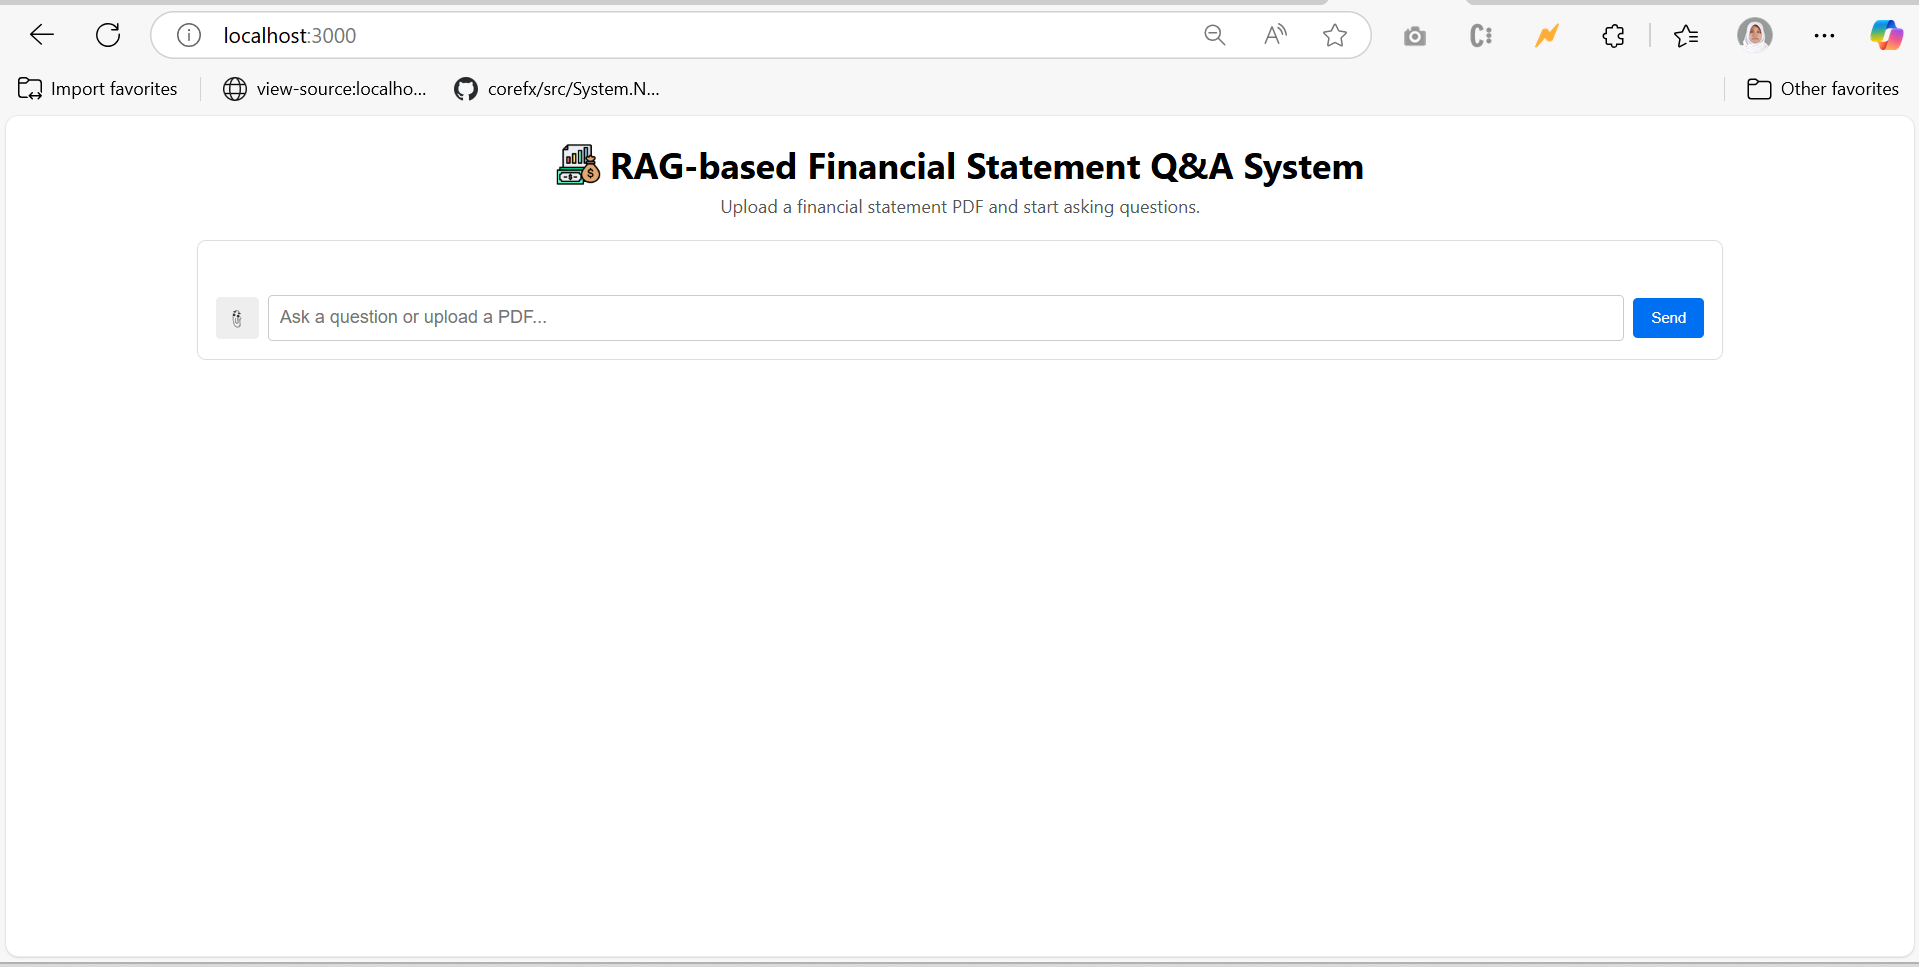 localhost:3000
Import favorites
view-source:localho...
corefx/src/System.N...
Other favorites
RAG-based Financial Statement Q&A System
Upload a financial statement PDF and start asking questions.
Ask a question or upload a PDF...
Send